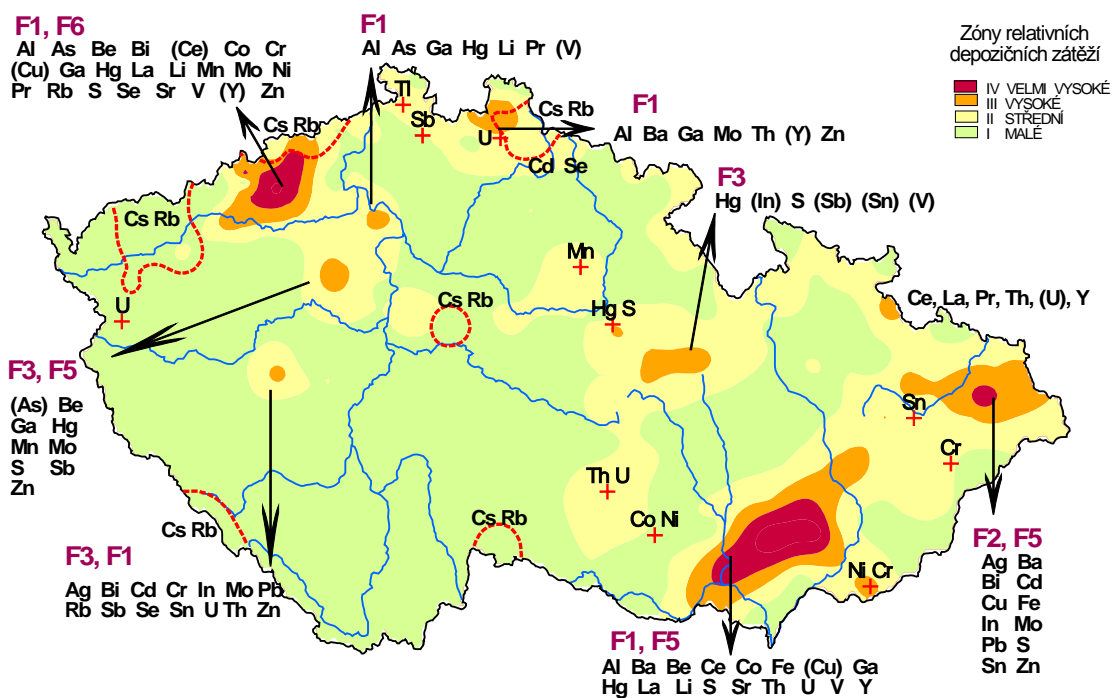 F1, F6
Al As Be Bi (Ce) Co Cr
(Cu) Ga Hg La Li Mn Mo Ni
Pr Rb S Se Sr V (Y) Zn
F1
Al As Ga Hg Li Pr (V)
Zóny relativních
depozičních zátěží
IV VELMI VYSOKÉ
III VYSOKÉ
II STŘEDNÍ
I MALÉ
Tl
Cs Rb
Sb
U
Cs Rb
F1
Al Ba Ga Mo Th (Y) Zn
Cd Se
F3
Hg (In) S (Sb) (Sn) (V)
Cs Rb
Mn
U
Cs Rb
Hg S
Ce, La, Pr, Th, (U), Y
F3, F5
(As) Be
Ga Hg
Mn Mo
S Sb
Zn
Sn
Cr
Th U
Co Ni
Cs Rb
Cs Rb
F3, F1
Ag Bi Cd Cr In Mo Pb
Rb Sb Se Sn U Th Zn
Ni Cr
F2, F5
Ag Ba
Bi Cd
Cu Fe
In Mo
Pb S
Sn Zn
F1, F5
Al Ba Be Ce Co Fe (Cu) Ga
Hg La Li S Sr Th U V Y